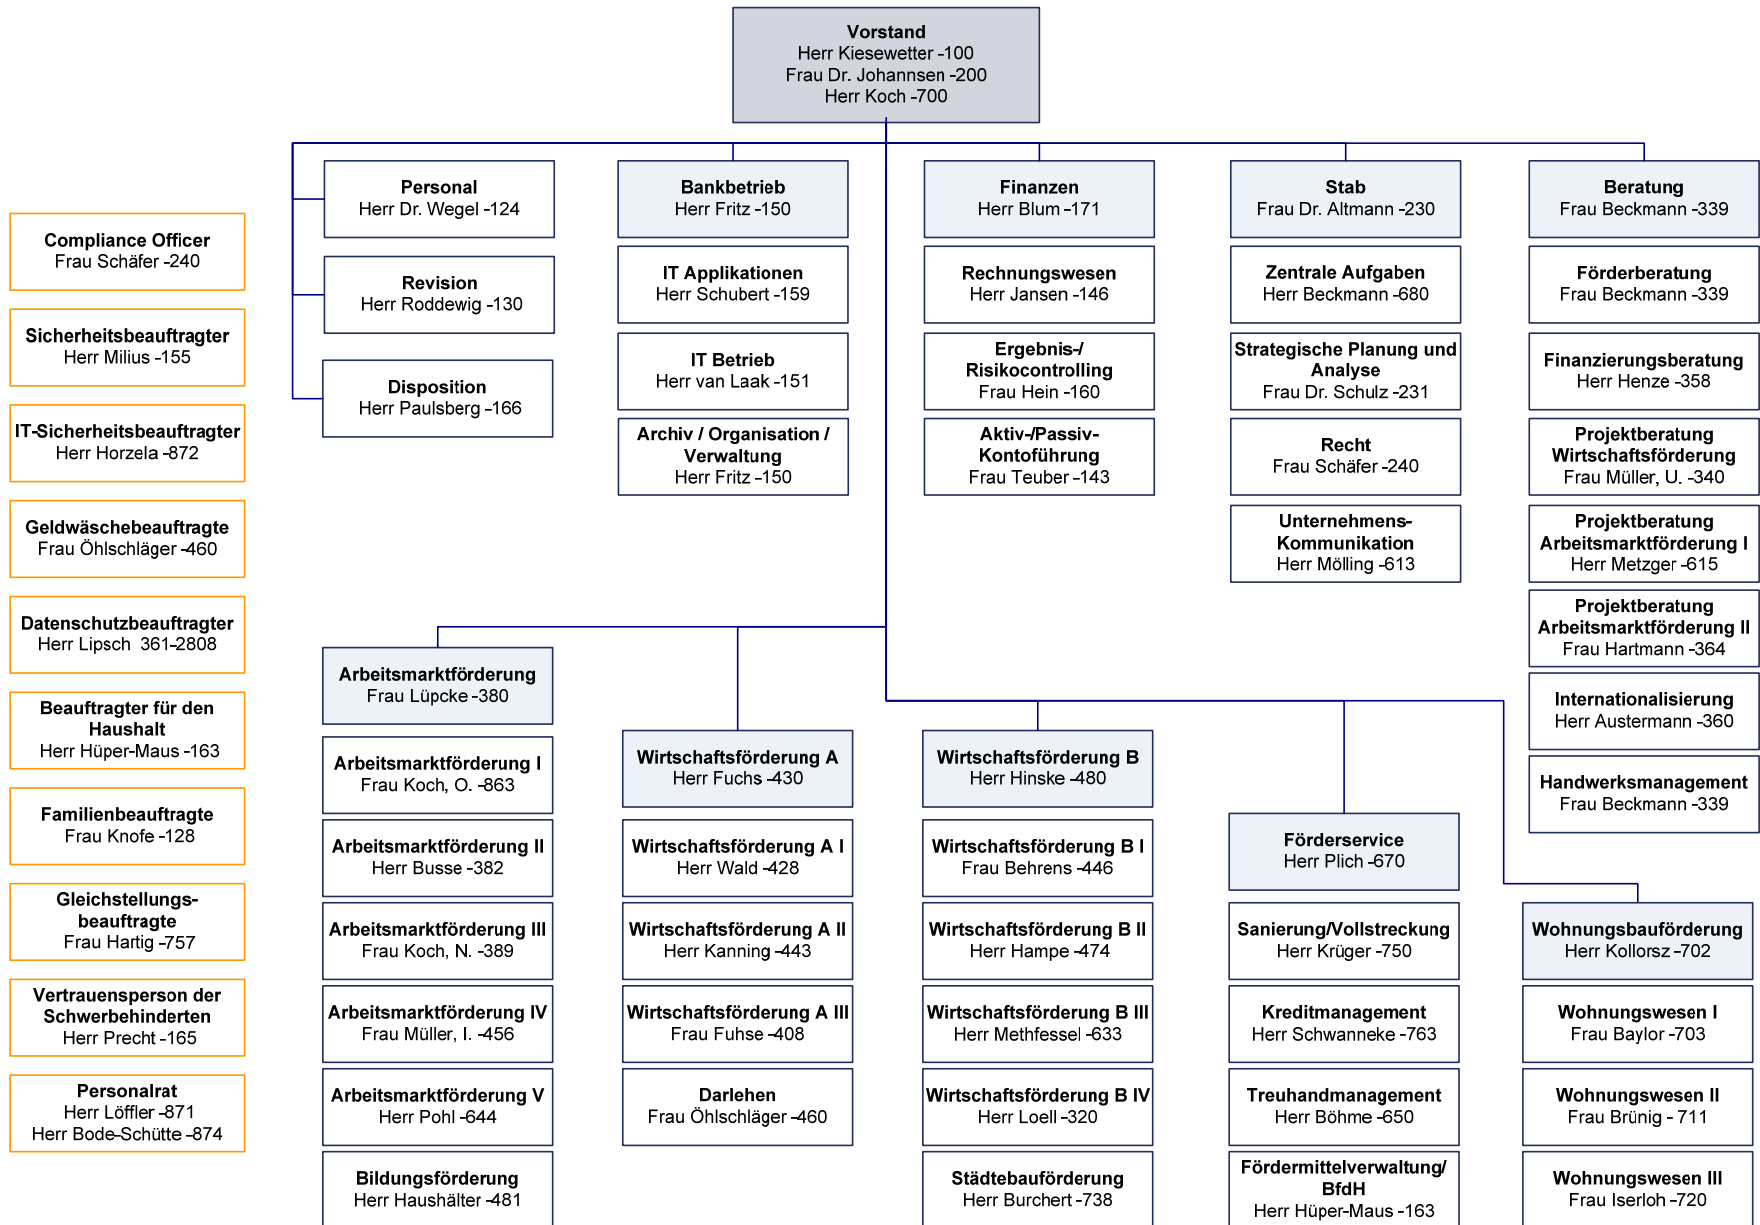 Vorstand
Herr Kiesewetter -100
Frau Dr. Johannsen -200
Herr Koch -700
Compliance Officer
Frau Schäfer -240
Sicherheitsbeauftragter
Herr Milius -155
IT-Sicherheitsbeauftragter
Herr Horzela -872
Geldwäschebeauftragte
Frau Öhlschläger -460
Datenschutzbeauftragter
Herr Lipsch 361-2808
Beauftragter für den
Haushalt
Herr Hüper-Maus -163
Familienbeauftragte
Frau Knofe -128
Gleichstellungs-
beauftragte
Frau Hartig -757
Vertrauensperson der
Schwerbehinderten
Herr Precht -165
Personalrat
Herr Löffler -871
Herr Bode-Schütte -874
Personal
Herr Dr. Wegel -124
Revision
Herr Roddewig -130
Disposition
Herr Paulsberg -166
Bankbetrieb
Herr Fritz -150
IT Applikationen
Herr Schubert -159
IT Betrieb
Herr van Laak -151
Archiv / Organisation /
Verwaltung
Herr Fritz -150
Finanzen
Herr Blum -171
Rechnungswesen
Herr Jansen -146
Ergebnis-/
Risikocontrolling
Frau Hein -160
Aktiv-/Passiv-
Kontoführung
Frau Teuber -143
Stab
Frau Dr. Altmann -230
Zentrale Aufgaben
Herr Beckmann -680
Strategische Planung und
Analyse
Frau Dr. Schulz -231
Recht
Frau Schäfer -240
Unternehmens-
Kommunikation
Herr Mölling -613
Beratung
Frau Beckmann -339
Förderberatung
Frau Beckmann -339
Finanzierungsberatung
Herr Henze -358
Projektberatung
Wirtschaftsförderung
Frau Müller, U. -340
Projektberatung
Arbeitsmarktförderung I
Herr Metzger -615
Projektberatung
Arbeitsmarktförderung II
Frau Hartmann -364
Internationalisierung
Herr Austermann -360
Handwerksmanagement
Frau Beckmann -339
Arbeitsmarktförderung
Frau Lüpcke -380
Arbeitsmarktförderung I
Frau Koch, O. -863
Arbeitsmarktförderung II
Herr Busse -382
Arbeitsmarktförderung III
Frau Koch, N. -389
Arbeitsmarktförderung IV
Frau Müller, I. -456
Arbeitsmarktförderung V
Herr Pohl -644
Bildungsförderung
Herr Haushälter -481
Wirtschaftsförderung A
Herr Fuchs -430
Wirtschaftsförderung A I
Herr Wald -428
Wirtschaftsförderung A II
Herr Kanning -443
Wirtschaftsförderung A III
Frau Fuhse -408
Darlehen
Frau Öhlschläger -460
Wirtschaftsförderung B
Herr Hinske -480
Wirtschaftsförderung B I
Frau Behrens -446
Wirtschaftsförderung B II
Herr Hampe -474
Wirtschaftsförderung B III
Herr Methfessel -633
Wirtschaftsförderung B IV
Herr Loell -320
Städtebauförderung
Herr Burchert -738
Förderservice
Herr Plich -670
Sanierung/Vollstreckung
Herr Krüger -750
Kreditmanagement
Herr Schwanneke -763
Treuhandmanagement
Herr Böhme -650
Fördermittelverwaltung/
BfdH
Herr Hüper-Maus -163
Wohnungsbauförderung
Herr Kollorsz -702
Wohnungswesen I
Frau Baylor -703
Wohnungswesen II
Frau Brünig -711
Wohnungswesen III
Frau Iserloh -720